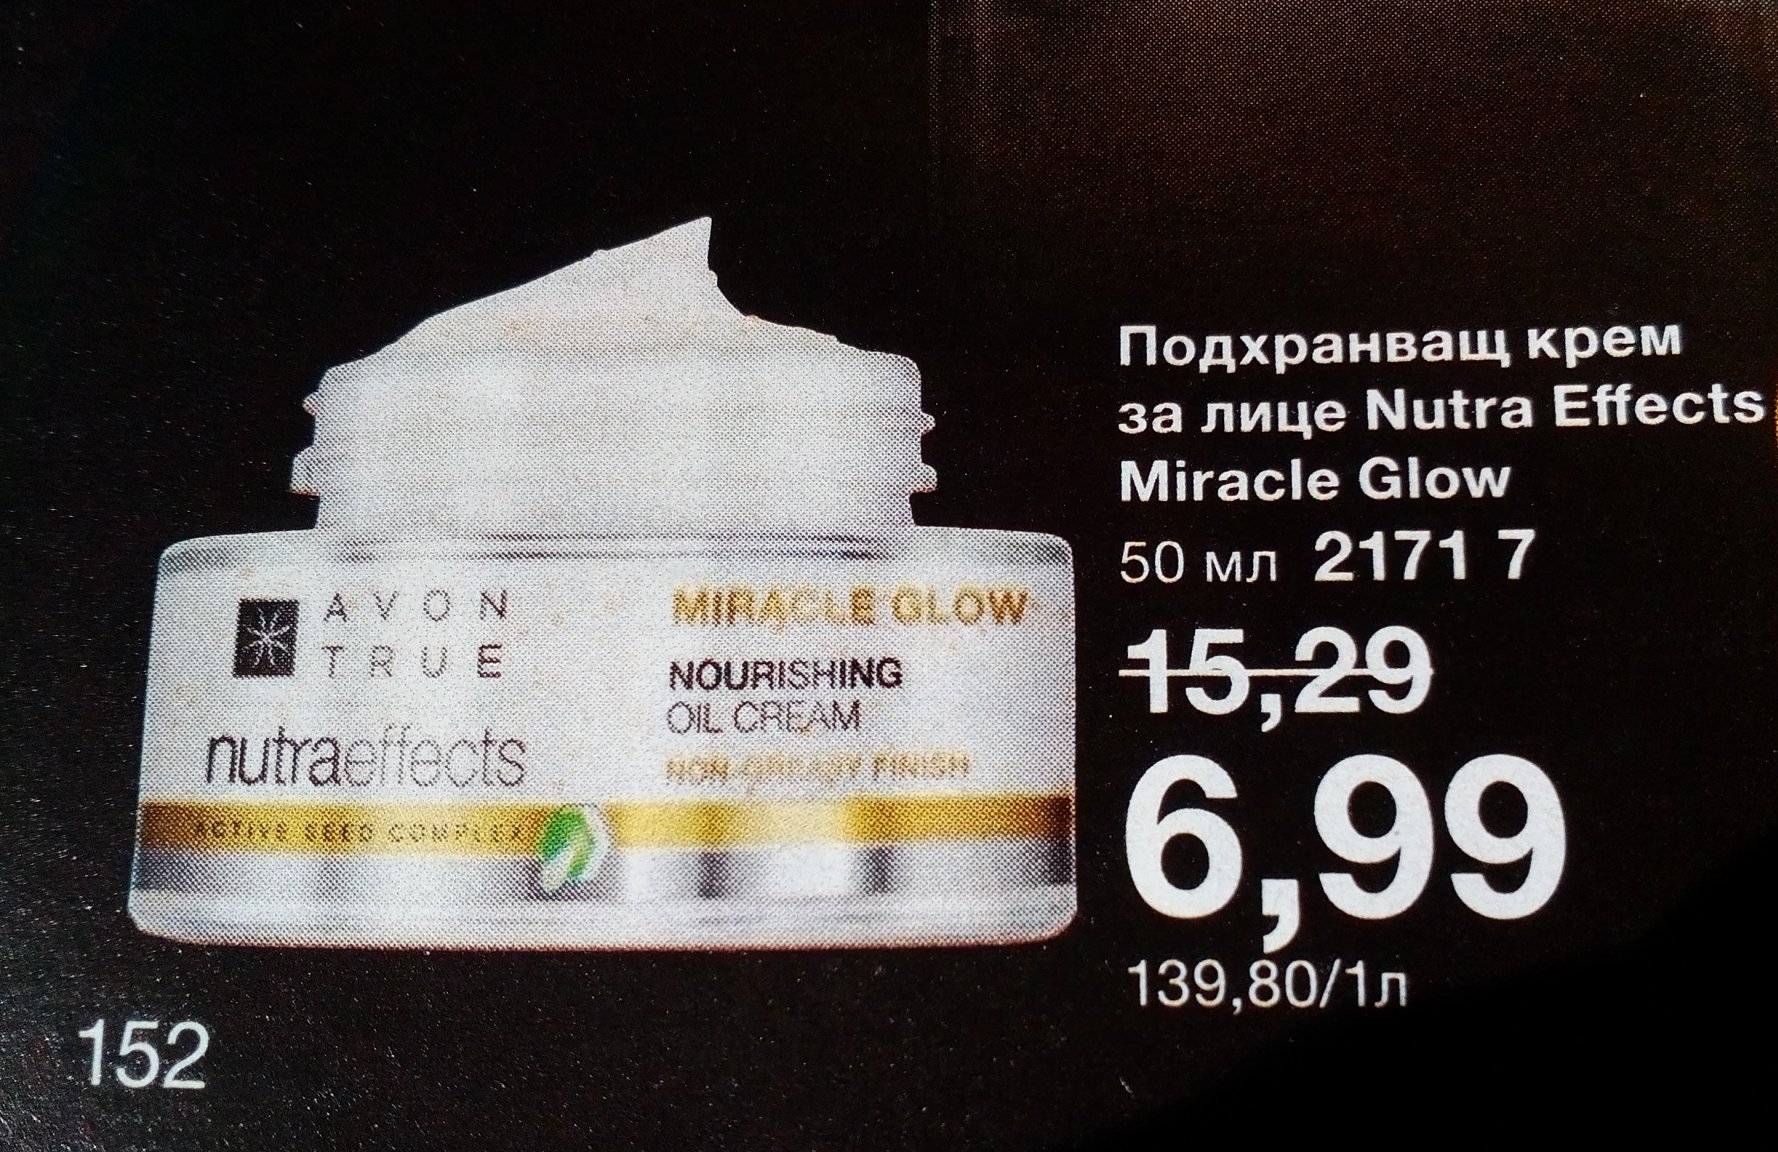 AVON
TRUE
nutraeffects
ACTIVE SEED COMPLEX
MIRACLE GLOW
NOURISHING
OIL CREAM
NON-GREASY FINISH
Подхранващ крем
за лице Nutra Effects
Miracle Glow
50 мл 2171 7
15,29
6,99
139,80/1л
152